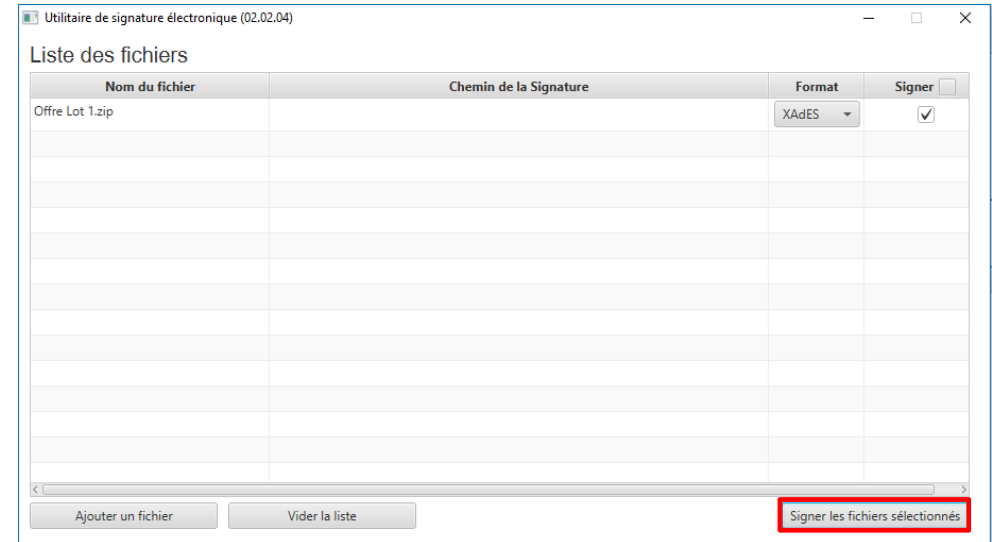 Utilitaire de signature électronique (02.02.04)
Liste des fichiers
Nom du fichier Chemin de la Signature Format Signer
Offre Lot 1.zip XAdES
Ajouter un fichier Vider la liste Signer les fichiers sélectionnés